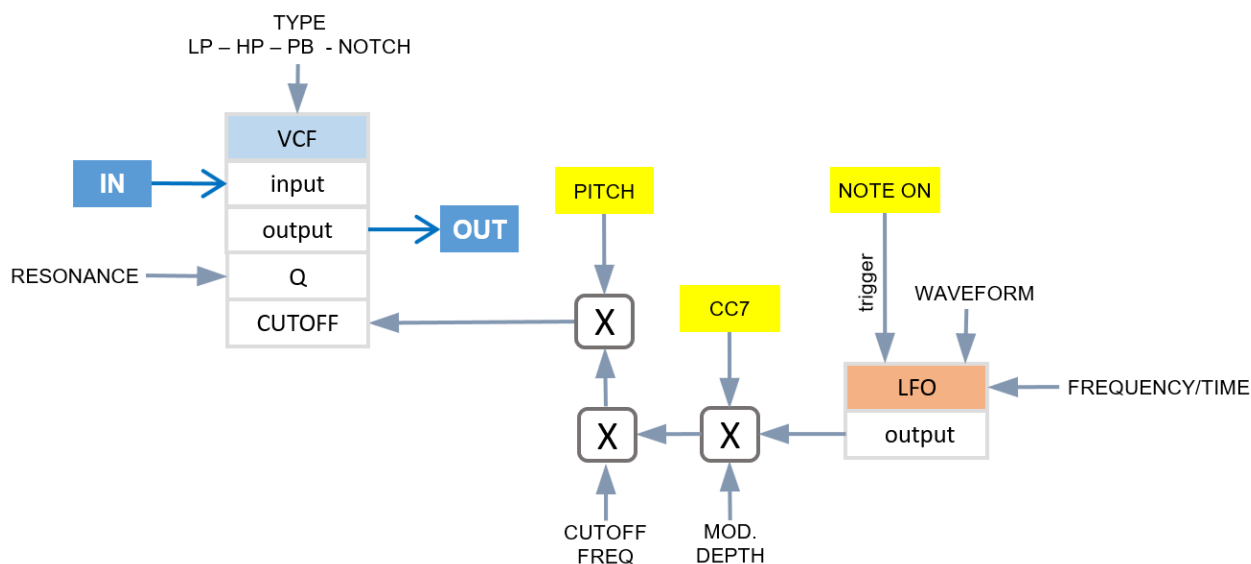 TYPE
LP – HP – PB - NOTCH
VCF
IN
input
output
OUT
RESONANCE
Q
CUTOFF
PITCH
X
CC7
NOTE ON
trigger
WAVEFORM
LFO
FREQUENCY/TIME
output
X
X
CUTOFF
FREQ
MOD.
DEPTH